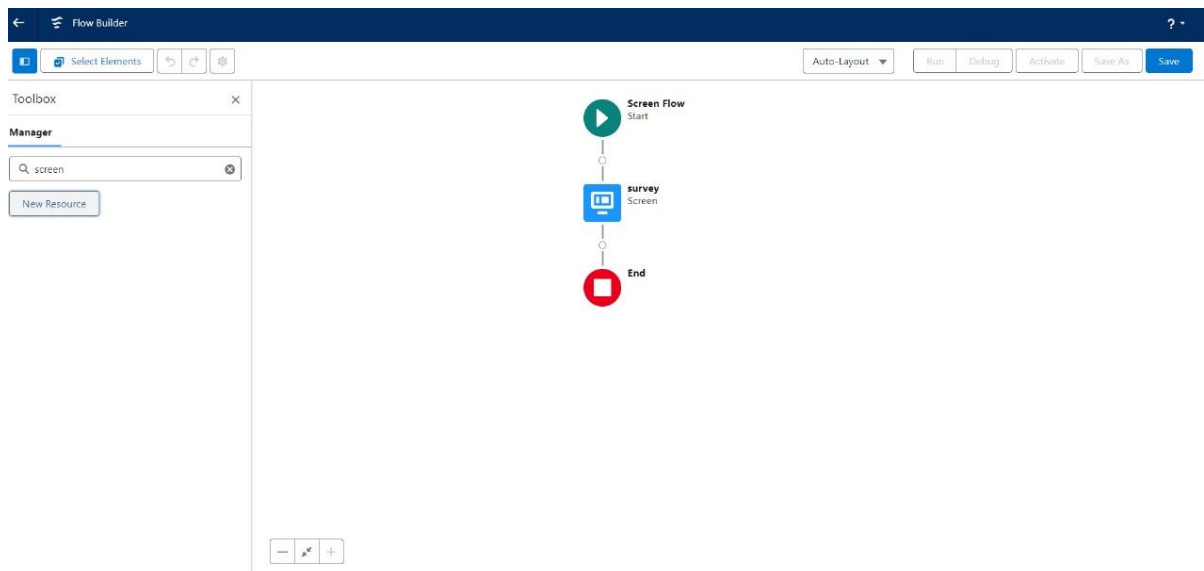 Flow Builder
?
Select Elements
Auto-Layout
Run
Debug
Activate
Save As
Save
Toolbox
Manager
screen
New Resource
Screen Flow
Start
survey
Screen
End